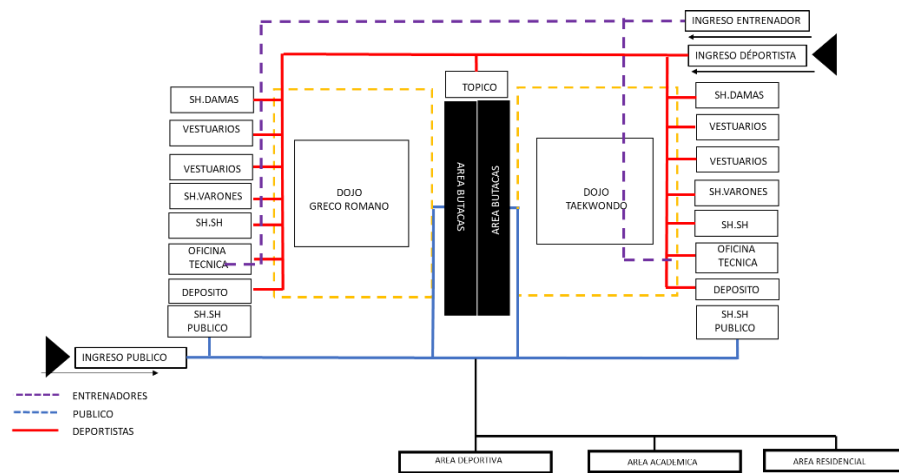 INGRESO ENTRENADOR
INGRESO DÉPORTISTA
TOPICO
SH.DAMAS
VESTUARIOS
VESTUARIOS
SH.VARONES
SH.SH
OFICINA
TECNICA
DEPOSITO
SH.SH
PUBLICO
DOJO
GRECO ROMANO
AREA BUTACAS
AREA BUTACAS
DOJO
TAEKWONDO
SH.DAMAS
VESTUARIOS
VESTUARIOS
SH.VARONES
SH.SH
OFICINA
TECNICA
DEPOSITO
SH.SH
PUBLICO
INGRESO PUBLICO
ENTRENADORES
PUBLICO
DEPORTISTAS
AREA DEPORTIVA
AREA ACADEMICA
AREA RESIDENCIAL